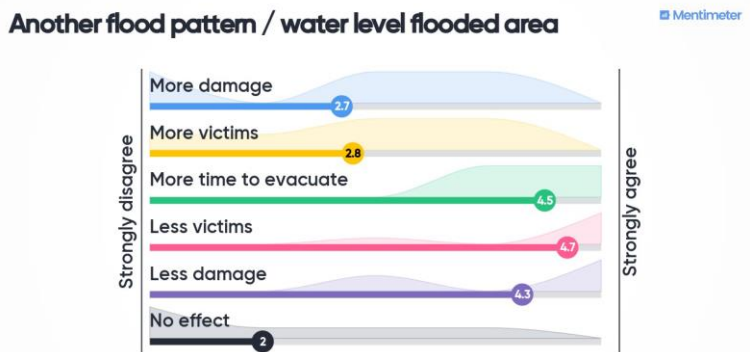 Another flood pattern / water level flooded area
Mentimeter
Strongly disagree
More damage
2.7
More victims
2.8
More time to evacuate
4.5
Less victims
4.7
Less damage
4.3
No effect
2
Strongly agree